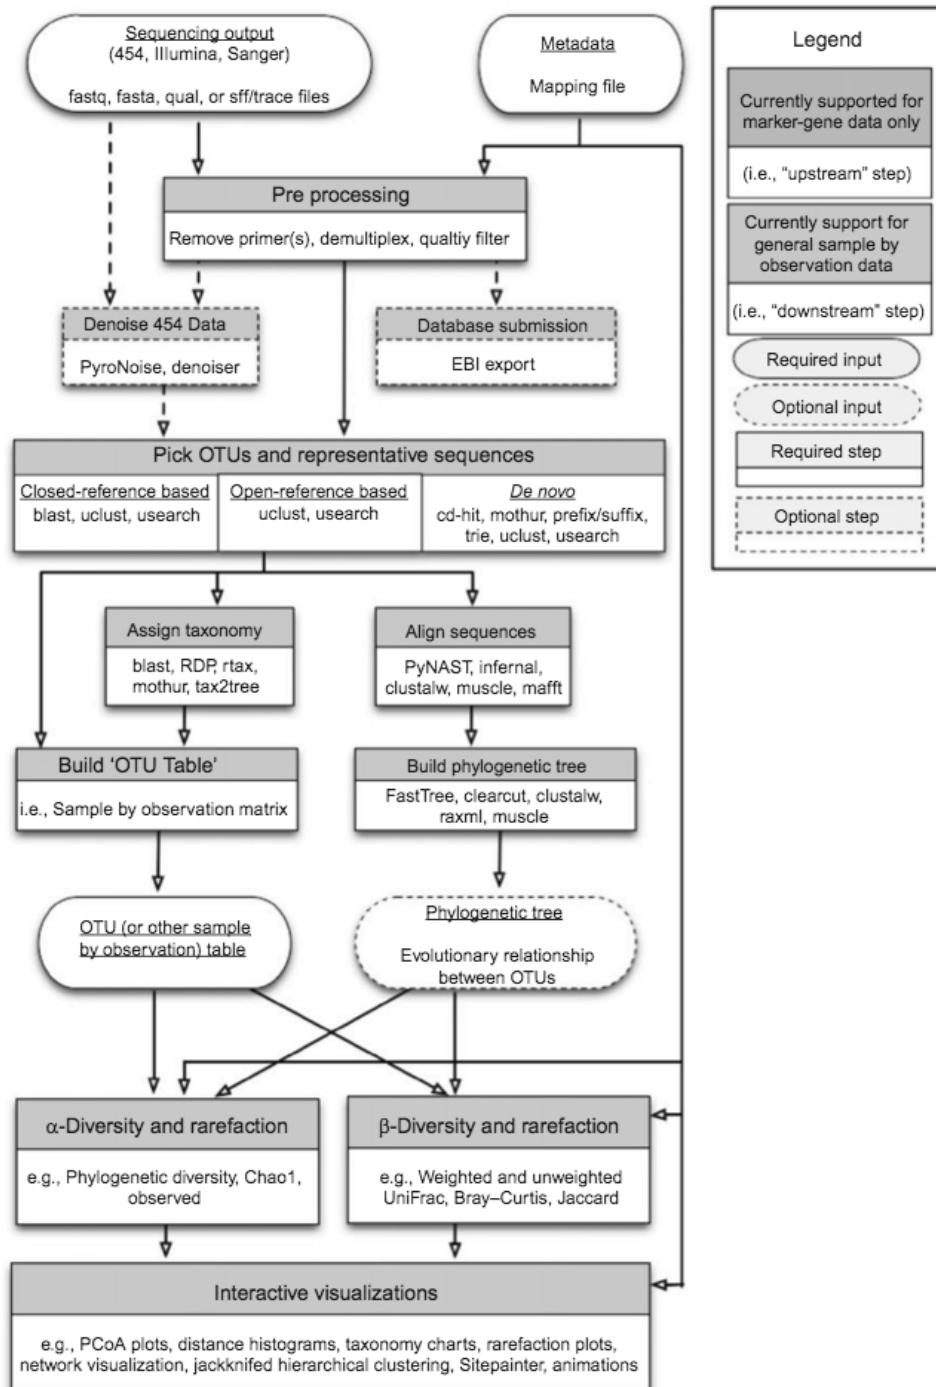 Sequencing output
(454, Illumina, Sanger)
fastq, fasta, qual, or sff/trace files
Metadata
Mapping file
Pre processing
Remove primer(s), demultiplex, qualtiy filter
Denoise 454 Data
PyroNoise, denoiser
Database submission
EBI export
Pick OTUs and representative sequences
Closed-reference based
blast, uclust, usearch
Open-reference based
uclust, usearch
De novo
cd-hit, mothur, prefix/suffix,
trie, uclust, usearch
Assign taxonomy
blast, RDP, rtax,
mothur, tax2tree
Align sequences
PyNAST, infernal,
clustalw, muscle, mafft
Build 'OTU Table'
i.e., Sample by observation matrix
Build phylogenetic tree
FastTree, clearcut, clustalw,
raxml, muscle
OTU (or other sample
by observation) table
Phylogenetic tree
Evolutionary relationship
between OTUs
α-Diversity and rarefaction
e.g., Phylogenetic diversity, Chao1,
observed
β-Diversity and rarefaction
e.g., Weighted and unweighted
UniFrac, Bray–Curtis, Jaccard
Interactive visualizations
e.g., PCoA plots, distance histograms, taxonomy charts, rarefaction plots,
network visualization, jackknifed hierarchical clustering, Sitepainter, animations
Legend
Currently supported for
marker-gene data only
(i.e., “upstream” step)
Currently support for
general sample by
observation data
(i.e., “downstream” step)
Required input
Optional input
Required step
Optional step